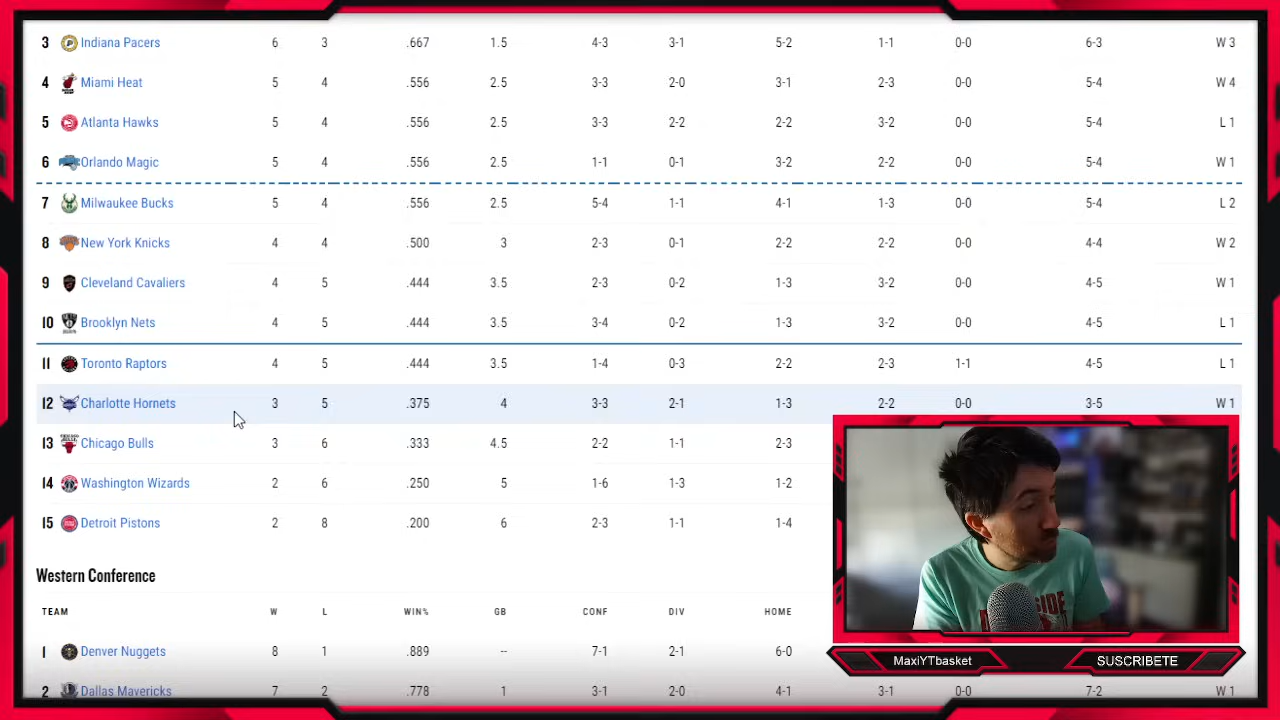 3 Indiana Pacers 6 3 .667 1.5 4-3 3-1 5-2 1-1 0-0 6-3 W 3
4 Miami Heat 5 4 .556 2.5 3-3 2-0 3-1 2-3 0-0 5-4 W 4
5 Atlanta Hawks 5 4 .556 2.5 3-3 2-2 2-2 3-2 0-0 5-4 L 1
6 Orlando Magic 5 4 .556 2.5 1-1 0-1 3-2 2-2 0-0 5-4 W 1
7 Milwaukee Bucks 5 4 .556 2.5 5-4 1-1 4-1 1-3 0-0 5-4 L 2
8 New York Knicks 4 4 .500 3 2-3 0-1 2-2 2-2 0-0 4-4 W 2
9 Cleveland Cavaliers 4 5 .444 3.5 2-3 0-2 1-3 3-2 0-0 4-5 W 1
10 Brooklyn Nets 4 5 .444 3.5 3-4 0-2 1-3 3-2 0-0 4-5 L 1
11 Toronto Raptors 4 5 .444 3.5 1-4 0-3 2-2 2-3 1-1 4-5 L 1
12 Charlotte Hornets 3 5 .375 4 3-3 2-1 1-3 2-2 0-0 3-5 W 1
13 Chicago Bulls 3 6 .333 4.5 2-2 1-1 2-3
14 Washington Wizards 2 6 .250 5 1-6 1-3 1-2
15 Detroit Pistons 2 8 .200 6 2-3 1-1 1-4
Western Conference
TEAM W L WIN% GB CONF DIV HOME
1 Denver Nuggets 8 1 .889 -- 7-1 2-1 6-0
2 Dallas Mavericks 7 2 .778 1 3-1 2-0 4-1 3-1 0-0 7-2 W 1
MaxiYTbasket SUSCRIBETE